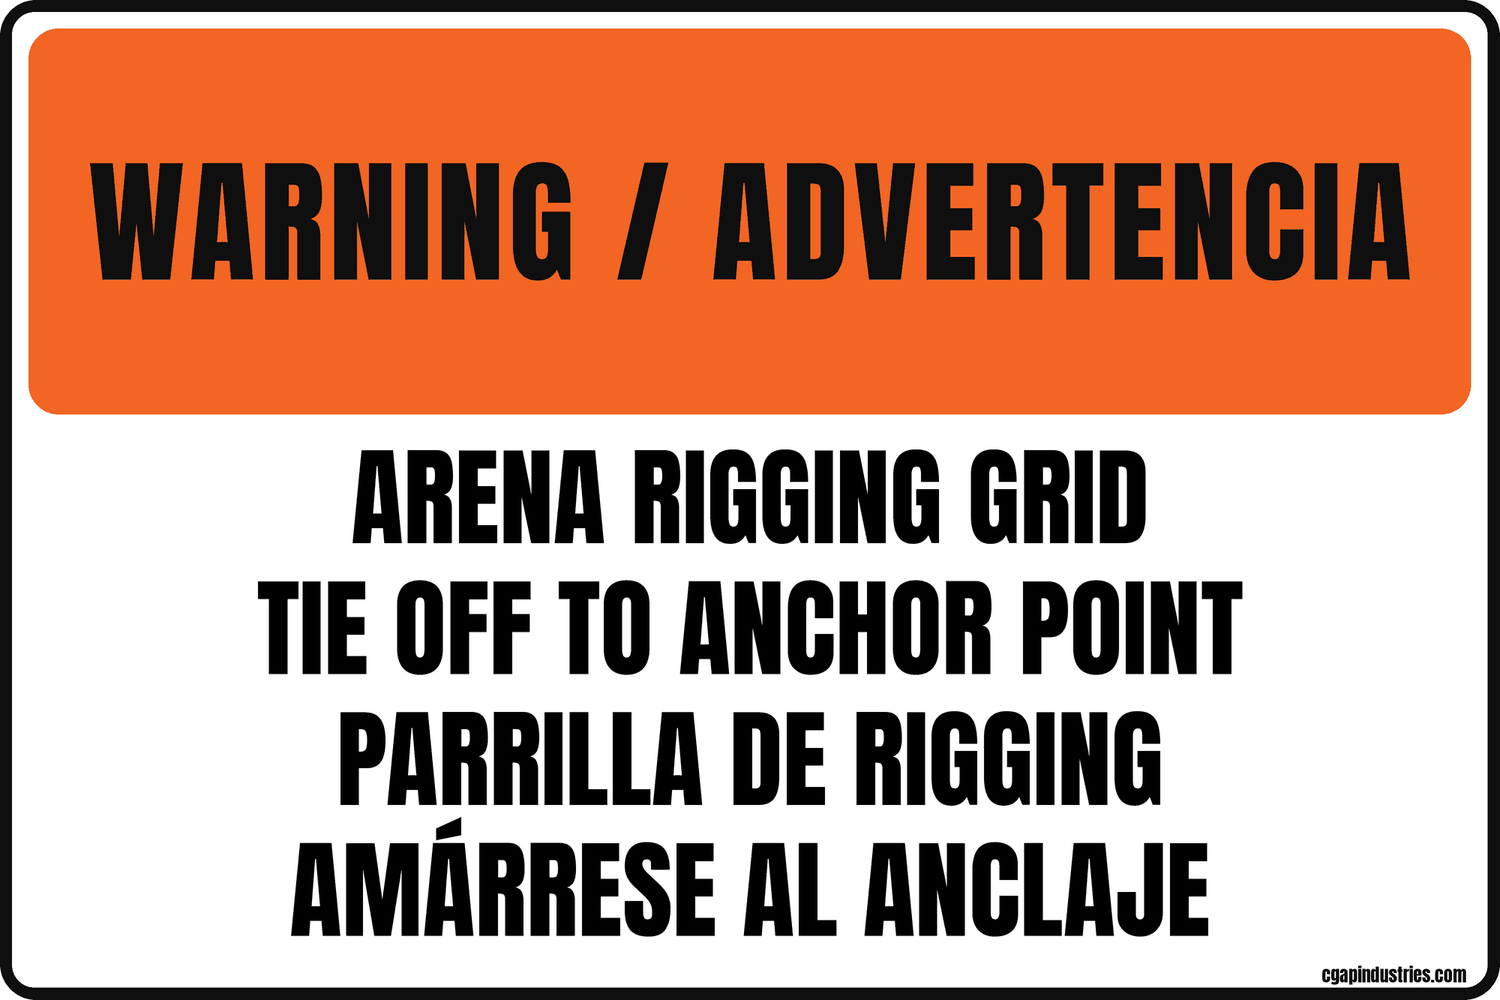 WARNING / ADVERTENCIA
ARENA RIGGING GRID
TIE OFF TO ANCHOR POINT
PARRILLA DE RIGGING
AMÁRRESE AL ANCLAJE
cgapindustries.com